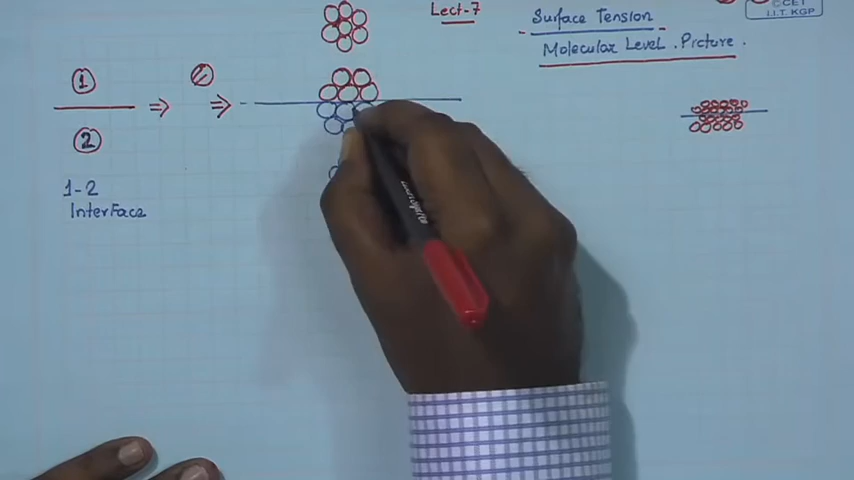 Lect-7
Surface Tension
Molecular Level Picture.
© CET
I.I.T. KGP
1
2
1-2
InterFace